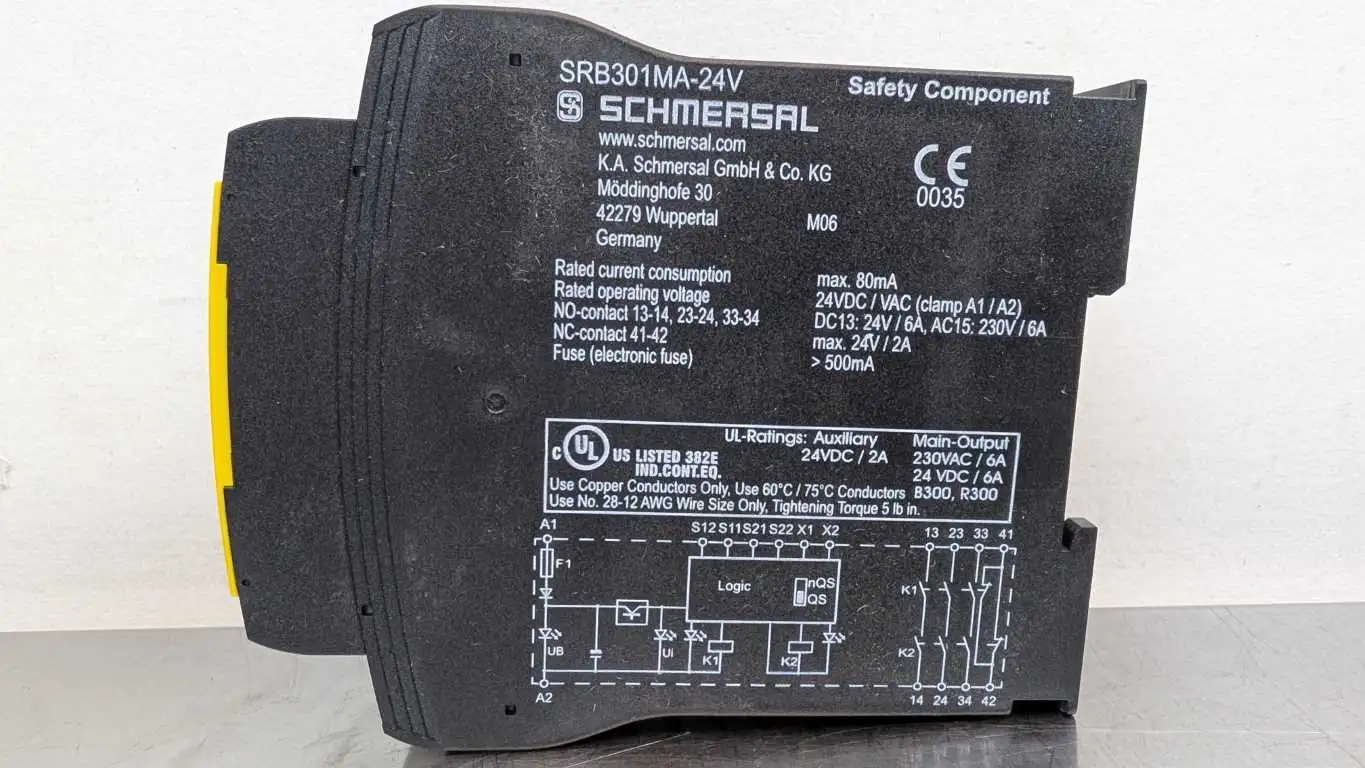 SRB301MA-24V
Safety Component
SCHMERSAL
www.schmersal.com
K.A. Schmersal GmbH & Co. KG
Möddinghofe 30
42279 Wuppertal
Germany
M06
CE
0035
Rated current consumption max. 80mA
Rated operating voltage 24VDC / VAC (clamp A1 / A2)
NO-contact 13-14, 23-24, 33-34 DC13: 24V / 6A, AC15: 230V / 6A
NC-contact 41-42 max. 24V / 2A
Fuse (electronic fuse) > 500mA
C UL US LISTED 382E
IND.CONT.EQ.
UL-Ratings: Auxiliary Main-Output
24VDC / 2A 230VAC / 6A
24 VDC / 6A
Use Copper Conductors Only, Use 60°C / 75°C Conductors B300, R300
Use No. 28-12 AWG Wire Size Only, Tightening Torque 5 lb in.
A1 S12 S11 S21 S22 X1 X2 13 23 33 41
F1
Logic nQS
QS
K1
UB Ui K1 K2 K2
A2 14 24 34 42